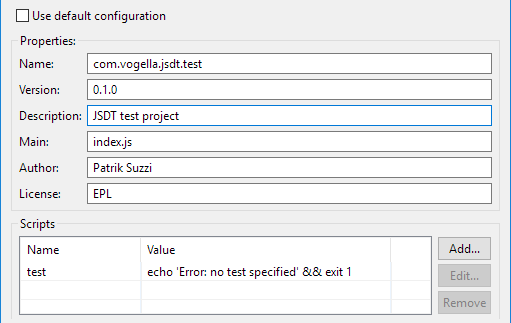 Use default configuration
Properties:
Name: com.vogella.jsdt.test
Version: 0.1.0
Description: JSDT test project
Main: index.js
Author: Patrik Suzzi
License: EPL
Scripts
Name Value Add...
test echo 'Error: no test specified' && exit 1 Edit...
Remove